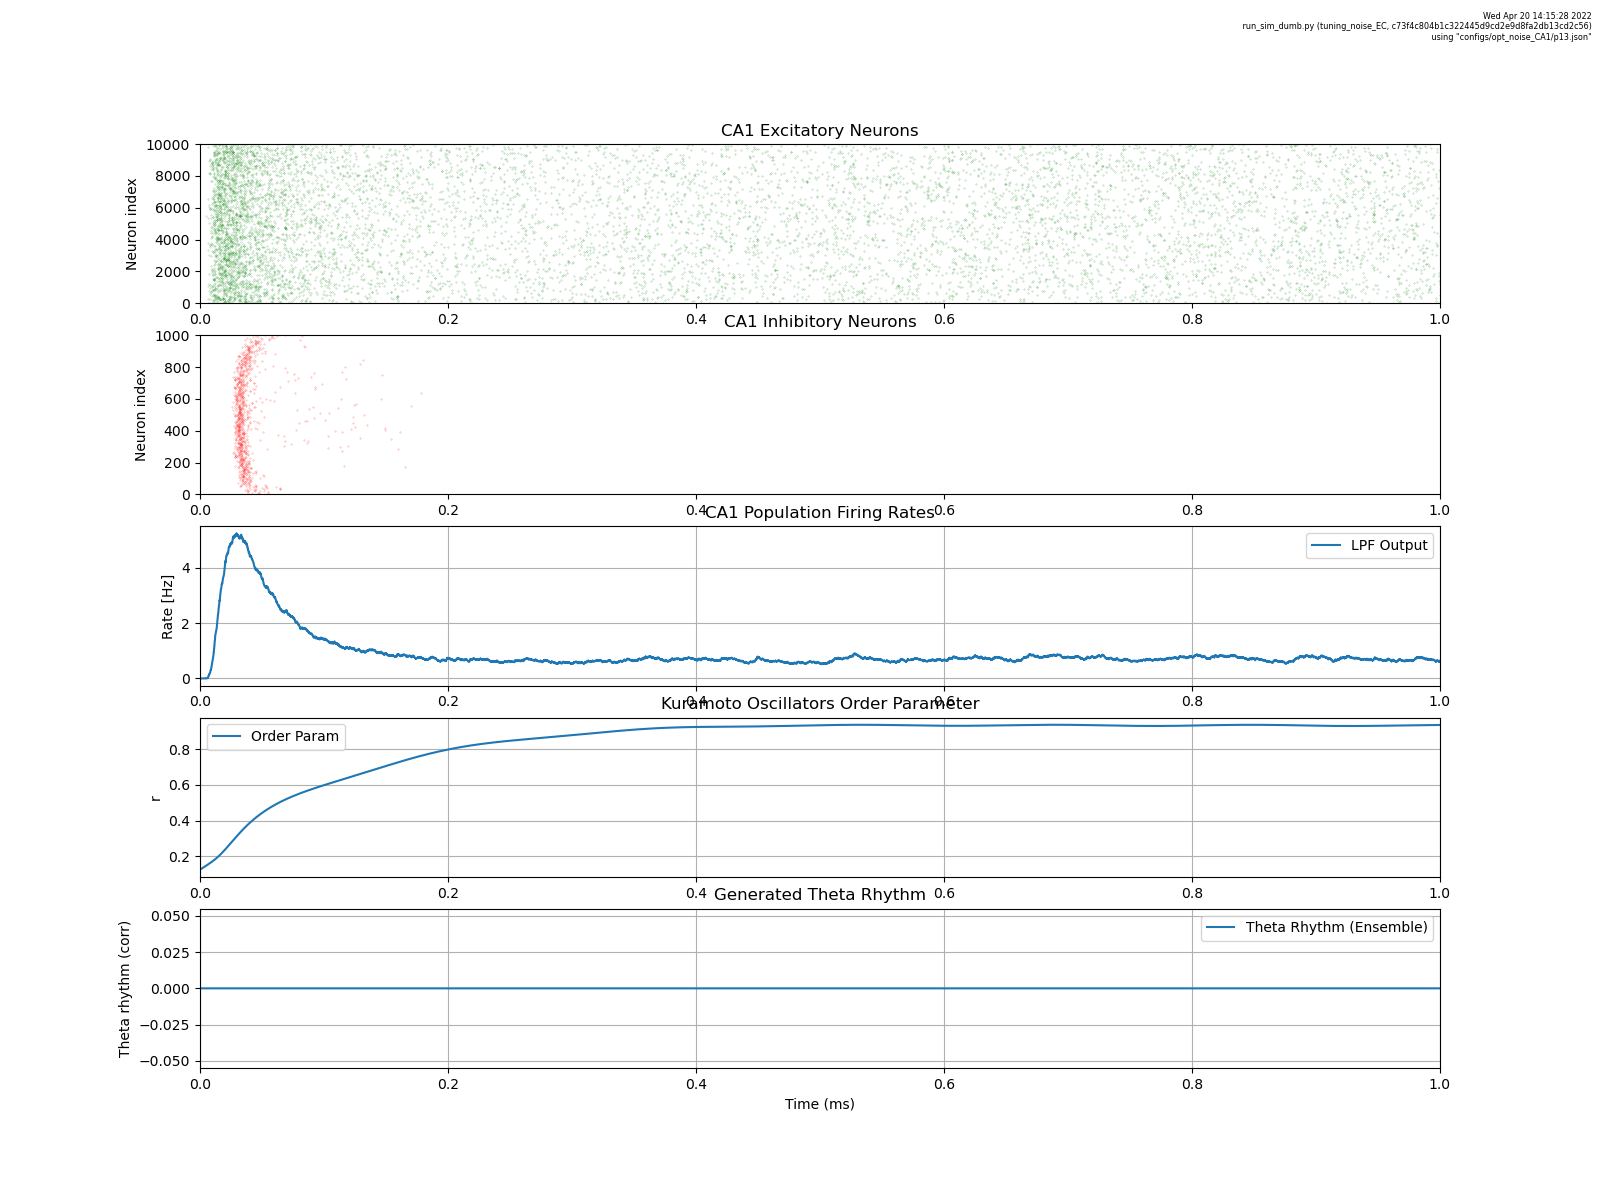 Wed Apr 20 14:15:28 2022
run_sim_dumb.py (tuning_noise_EC, c73f4c804b1c322445d9cd2e9d8fa2db13cd2c56)
using "configs/opt_noise_CA1/p13.json"
CA1 Excitatory Neurons
Neuron index
10000
8000
6000
4000
2000
0
0.0 0.2 0.4 0.6 0.8 1.0
CA1 Inhibitory Neurons
Neuron index
1000
800
600
400
200
0
0.0 0.2 0.4 0.6 0.8 1.0
CA1 Population Firing Rates
Rate [Hz]
4
2
0
LPF Output
0.0 0.2 0.4 0.6 0.8 1.0
Kuramoto Oscillators Order Parameter
r
0.8
0.6
0.4
0.2
Order Param
0.0 0.2 0.4 0.6 0.8 1.0
Generated Theta Rhythm
Theta rhythm (corr)
0.050
0.025
0.000
−0.025
−0.050
Theta Rhythm (Ensemble)
0.0 0.2 0.4 0.6 0.8 1.0
Time (ms)